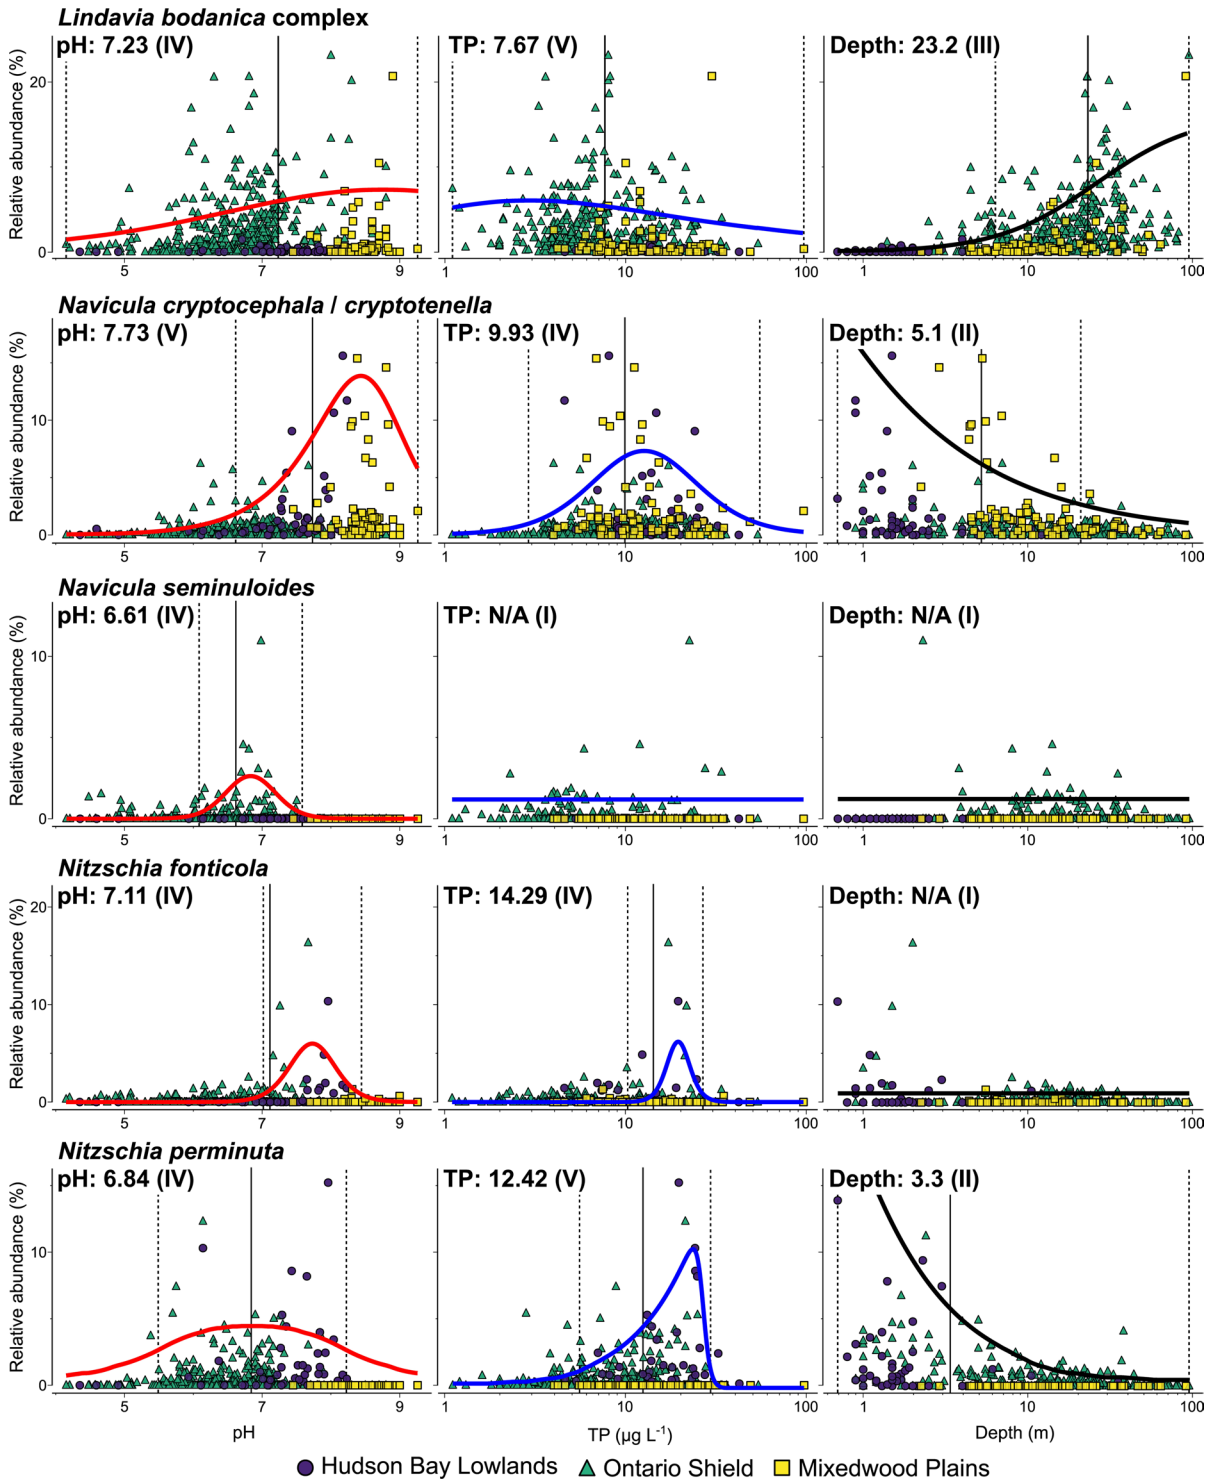 Lindavia bodanica complex
pH: 7.23 (IV) TP: 7.67 (V) Depth: 23.2 (III)
Relative abundance (%)
20
10
0
5 7 9 1 10 100 1 10 100
Navicula cryptocephala / cryptotenella
pH: 7.73 (V) TP: 9.93 (IV) Depth: 5.1 (II)
Relative abundance (%)
10
0
5 7 9 1 10 100 1 10 100
Navicula seminuloides
pH: 6.61 (IV) TP: N/A (I) Depth: N/A (I)
Relative abundance (%)
10
0
5 7 9 1 10 100 1 10 100
Nitzschia fonticola
pH: 7.11 (IV) TP: 14.29 (IV) Depth: N/A (I)
Relative abundance (%)
20
10
0
5 7 9 1 10 100 1 10 100
Nitzschia perminuta
pH: 6.84 (IV) TP: 12.42 (V) Depth: 3.3 (II)
Relative abundance (%)
10
0
5 7 9 1 10 100 1 10 100
pH TP (µg L⁻¹) Depth (m)
Hudson Bay Lowlands Ontario Shield Mixedwood Plains